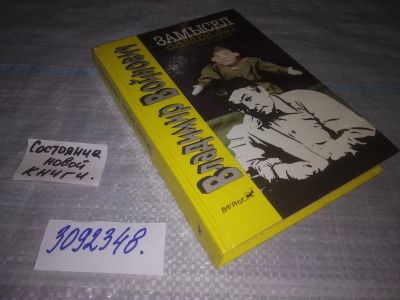 ЗАМЫСЕЛ
Владимир Войнович
ВАГРИУС
Состояние
новой
книги.
3092348.